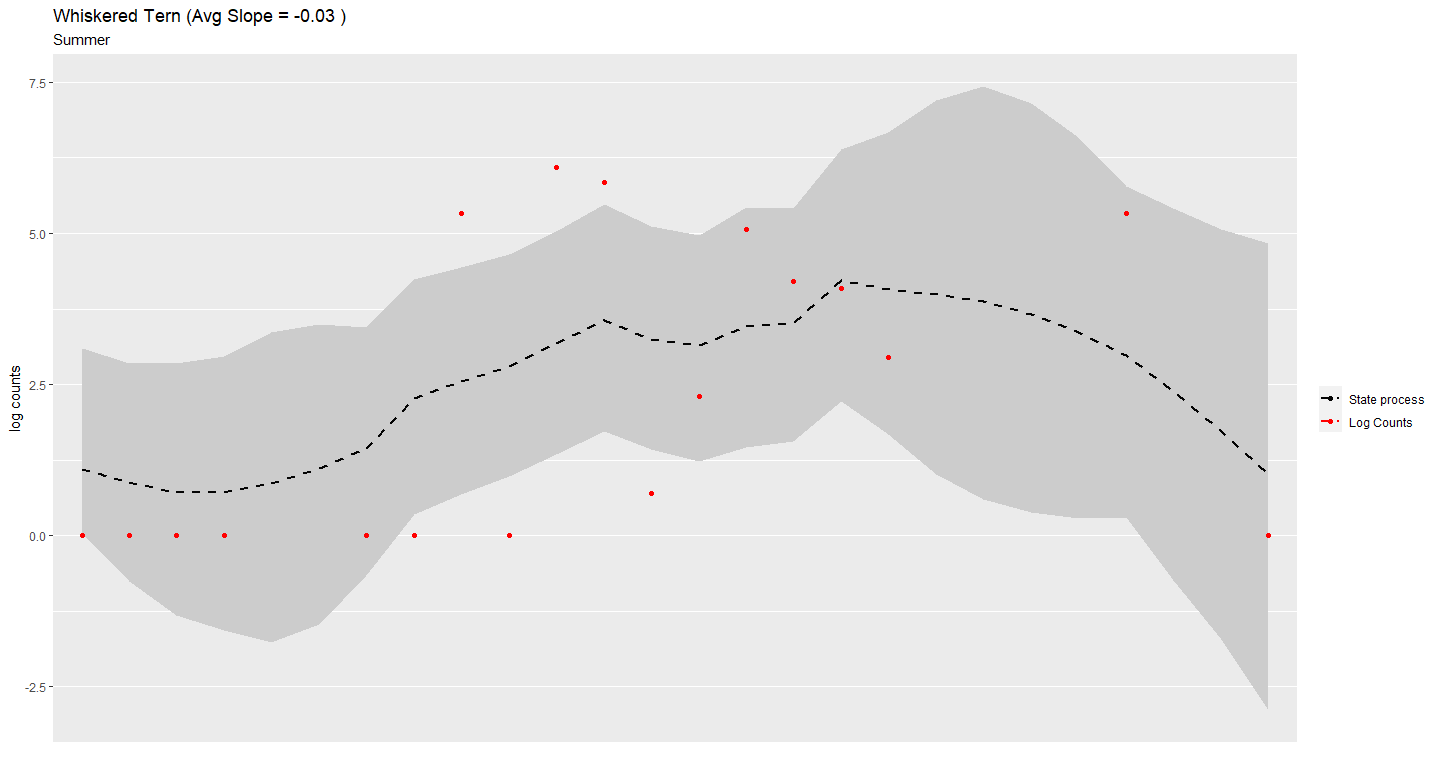 Whiskered Tern (Avg Slope = -0.03 )
Summer
7.5
5.0
2.5
0.0
-2.5
log counts
State process
Log Counts